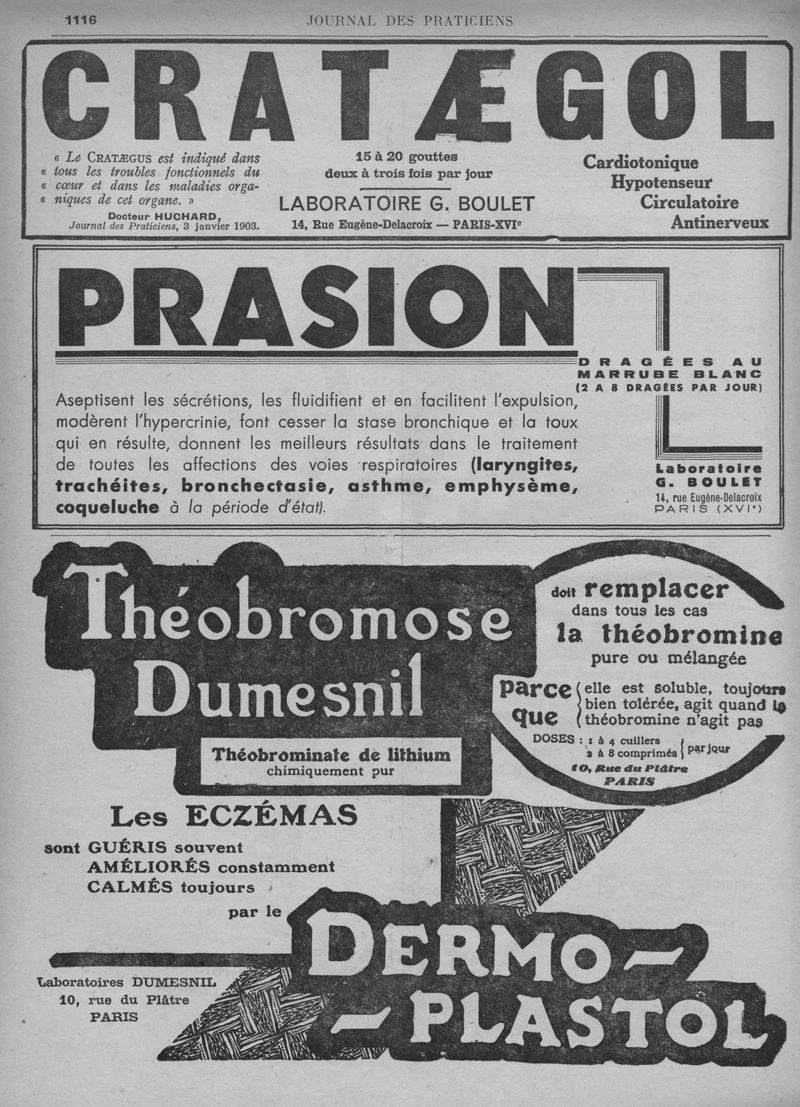 1116
JOURNAL DES PRATICIENS
CRATÆGOL
« Le CRATÆGUS est indiqué dans
« tous les troubles fonctionnels du
« cœur et dans les maladies orga-
« niques de cet organe. »
Docteur HUCHARD,
Journal des Praticiens, 3 janvier 1903.
15 à 20 gouttes
deux à trois fois par jour
LABORATOIRE G. BOULET
14, Rue Eugène-Delacroix — PARIS-XVIe
Cardiotonique
Hypotenseur
Circulatoire
Antinerveux
PRASION
DRAGÉES AU
MARRUBE BLANC
(2 A 8 DRAGÉES PAR JOUR)
Aseptisent les sécrétions, les fluidifient et en facilitent l'expulsion,
modèrent l'hypercrinie, font cesser la stase bronchique et la toux
qui en résulte, donnent les meilleurs résultats dans le traitement
de toutes les affections des voies respiratoires (laryngites,
trachéites, bronchectasie, asthme, emphysème,
coqueluche à la période d'état).
Laboratoire
G. BOULET
14, rue Eugène-Delacroix
PARIS (XVIe)
Théobromose
Dumesnil
Théobrominate de lithium
chimiquement pur
doit remplacer
dans tous les cas
la théobromine
pure ou mélangée
parce que
elle est soluble, toujours
bien tolérée, agit quand la
théobromine n'agit pas
DOSES : 1 à 4 cuillers
2 à 8 comprimés
par jour
10, Rue du Plâtre
PARIS
Les ECZÉMAS
sont GUÉRIS souvent
AMÉLIORÉS constamment
CALMÉS toujours
par le
DERMO-
-PLASTOL
Laboratoires DUMESNIL
10, rue du Plâtre
PARIS